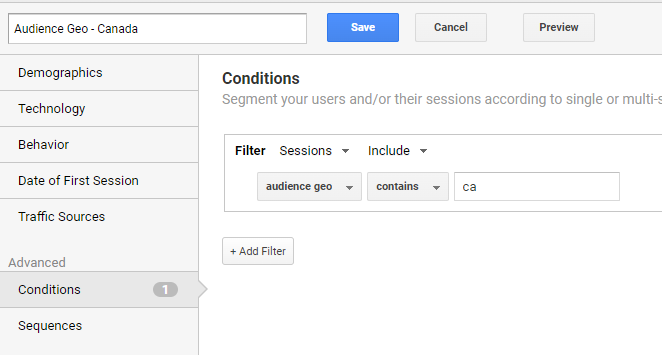 Audience Geo - Canada
Save
Cancel
Preview
Demographics
Technology
Behavior
Date of First Session
Traffic Sources
Advanced
Conditions 1
Sequences
Conditions
Segment your users and/or their sessions according to single or multi-s
Filter Sessions Include
audience geo contains ca
+ Add Filter